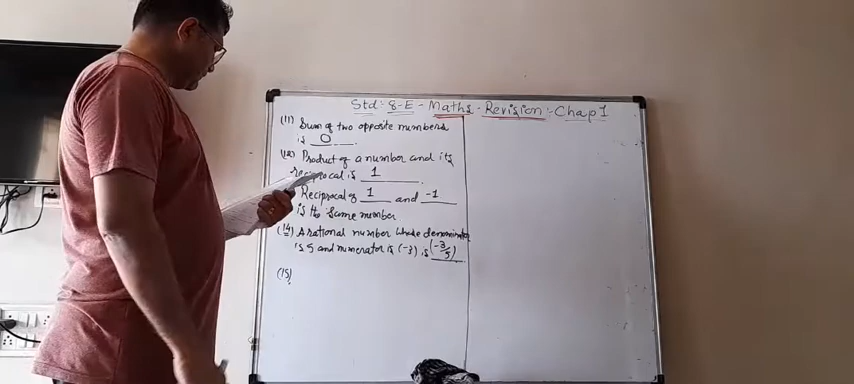 Std:- 8-E - Maths - Revision:- Chap 1
(11) Sum of two opposite numbers
is 0
(12) Product of a number and its
reciprocal is 1
Reciprocal of 1 and -1
is the same number
(14) A rational number whose denominator
is 5 and numerator is (-3) is (-3/5)
(15)